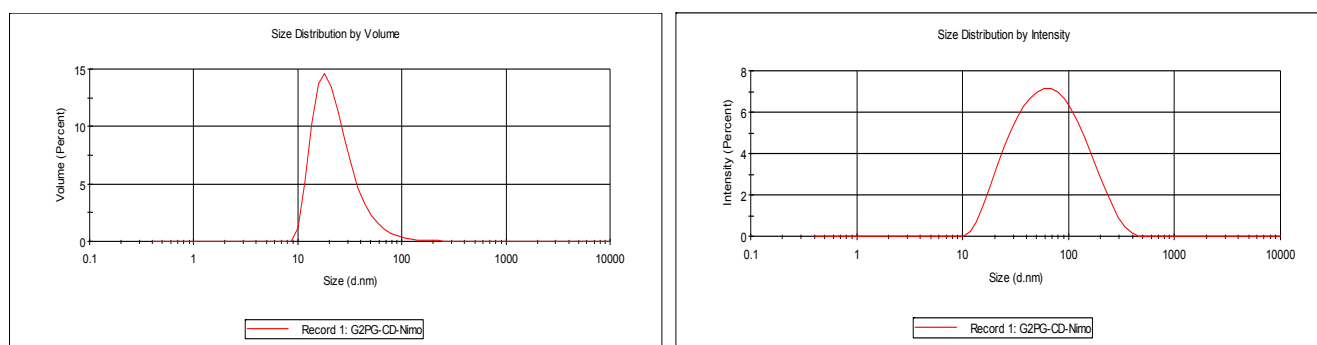 Size Distribution by Volume
15
10
5
0
Volume (Percent)
0.1 1 10 100 1000 10000
Size (d.nm)
Record 1: G2PG-CD-Nimo
Size Distribution by Intensity
8
6
4
2
0
Intensity (Percent)
0.1 1 10 100 1000 10000
Size (d.nm)
Record 1: G2PG-CD-Nimo